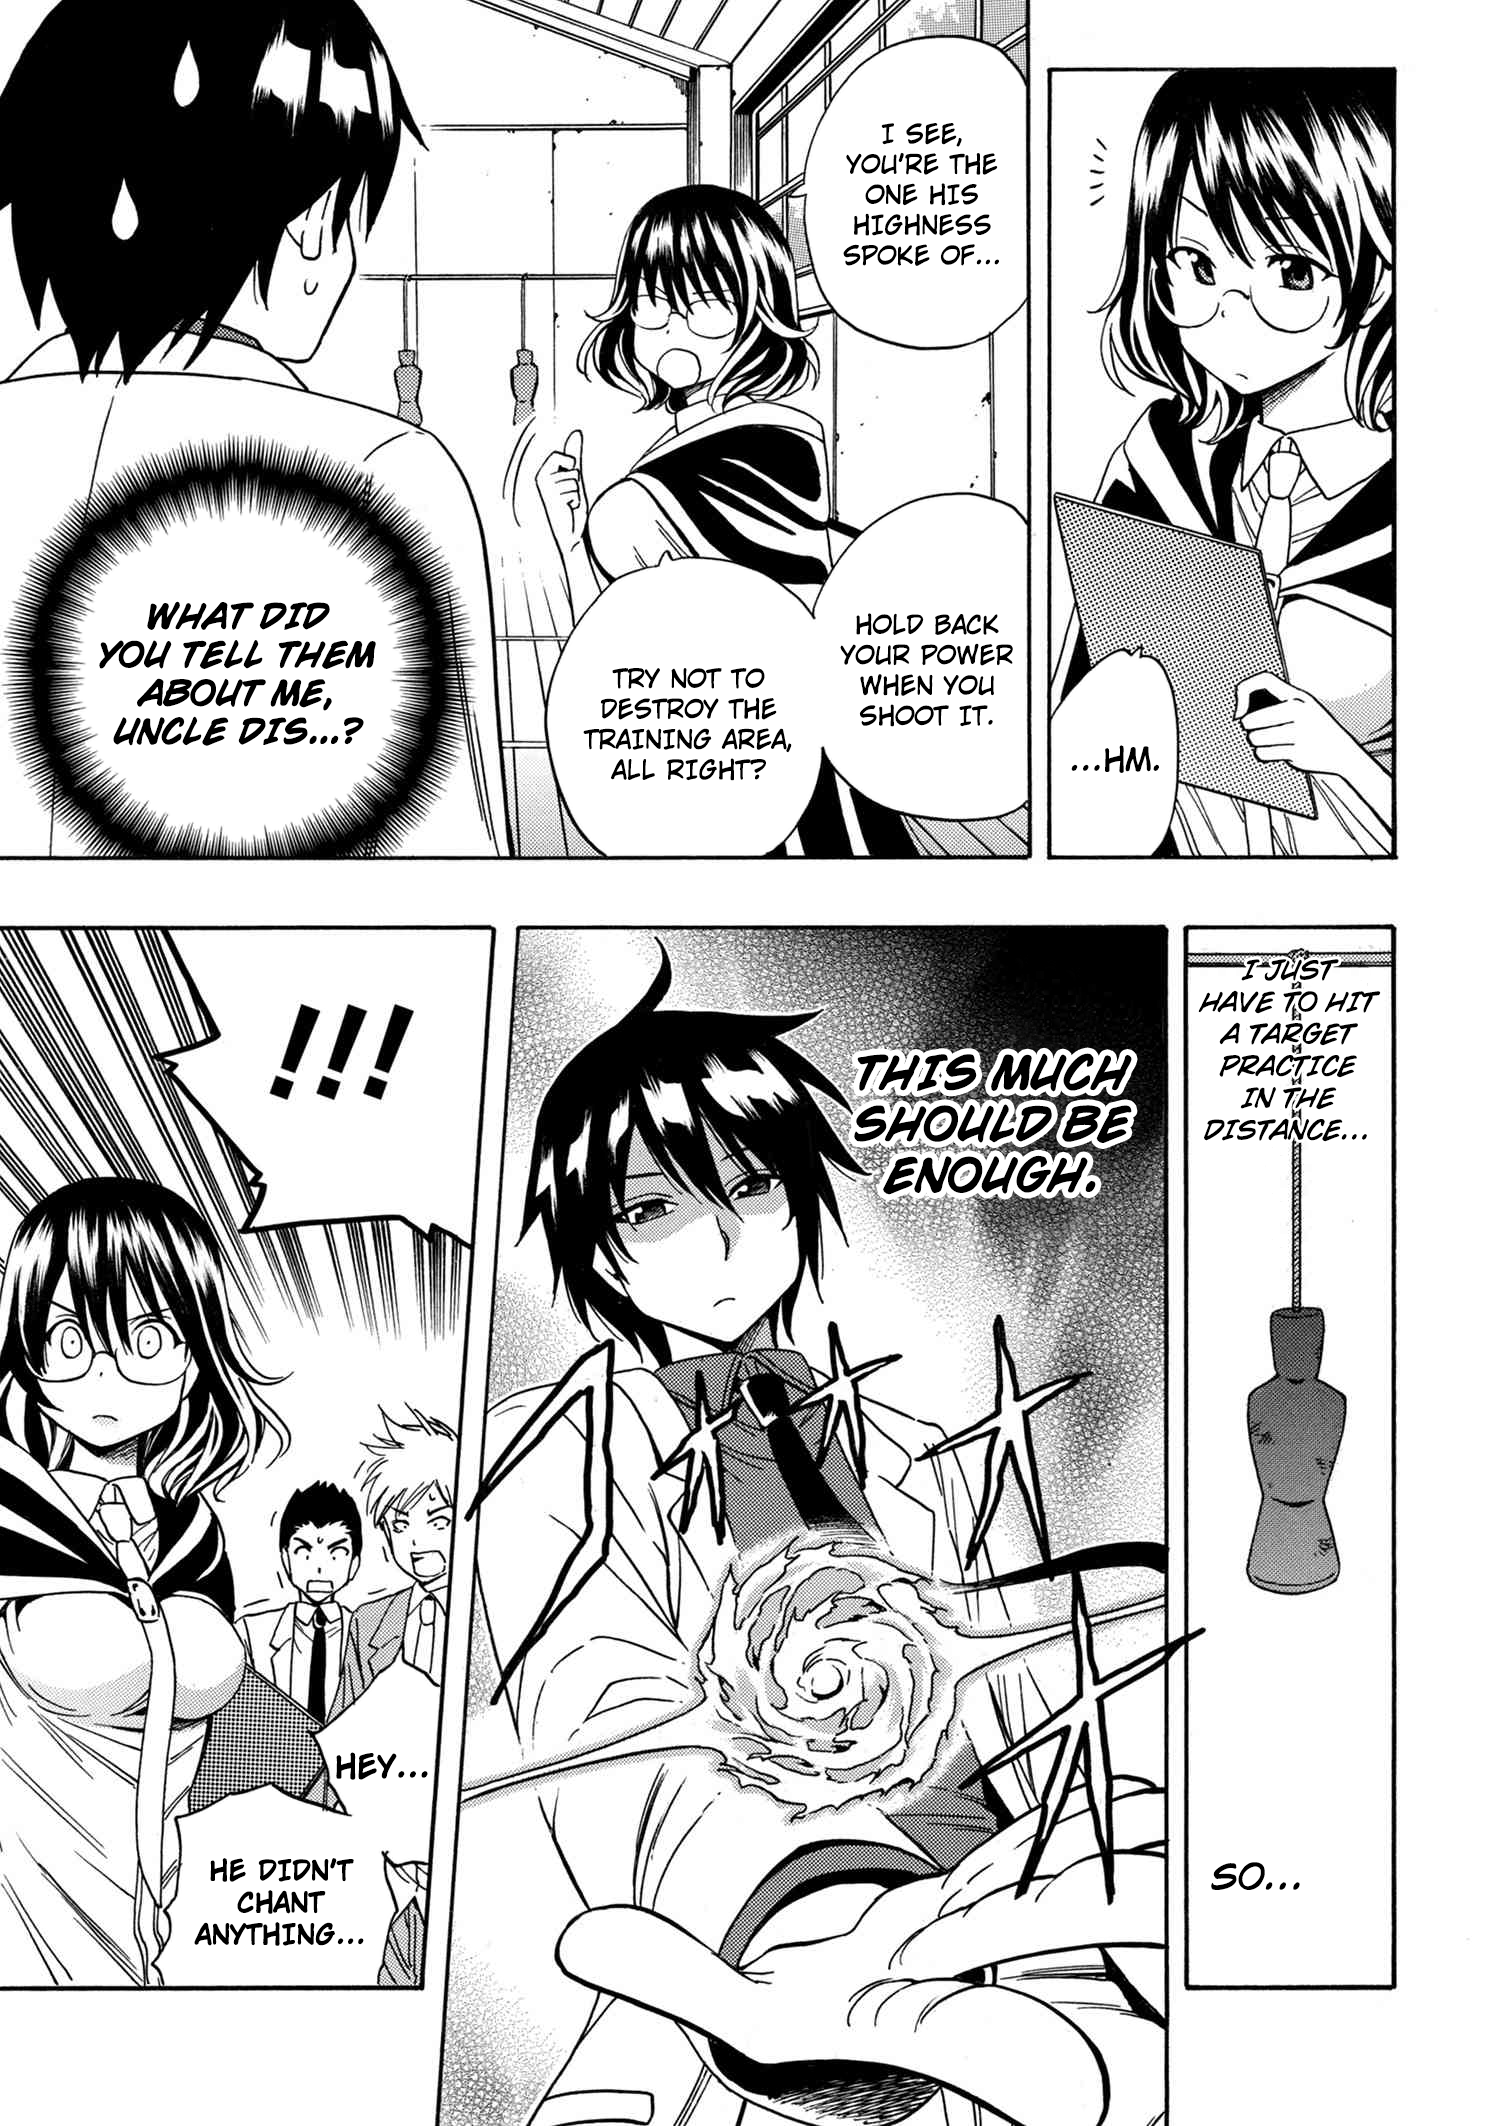 ...HM.
I SEE,
YOU'RE THE
ONE HIS
HIGHNESS
SPOKE OF...
HOLD BACK
YOUR POWER
WHEN YOU
SHOOT IT.
TRY NOT TO
DESTROY THE
TRAINING AREA,
ALL RIGHT?
WHAT DID
YOU TELL THEM
ABOUT ME,
UNCLE DIS...?
I JUST
HAVE TO HIT
A TARGET
PRACTICE
IN THE
DISTANCE...
SO...
THIS MUCH
SHOULD BE
ENOUGH.
!!!
HEY...
HE DIDN'T
CHANT
ANYTHING...